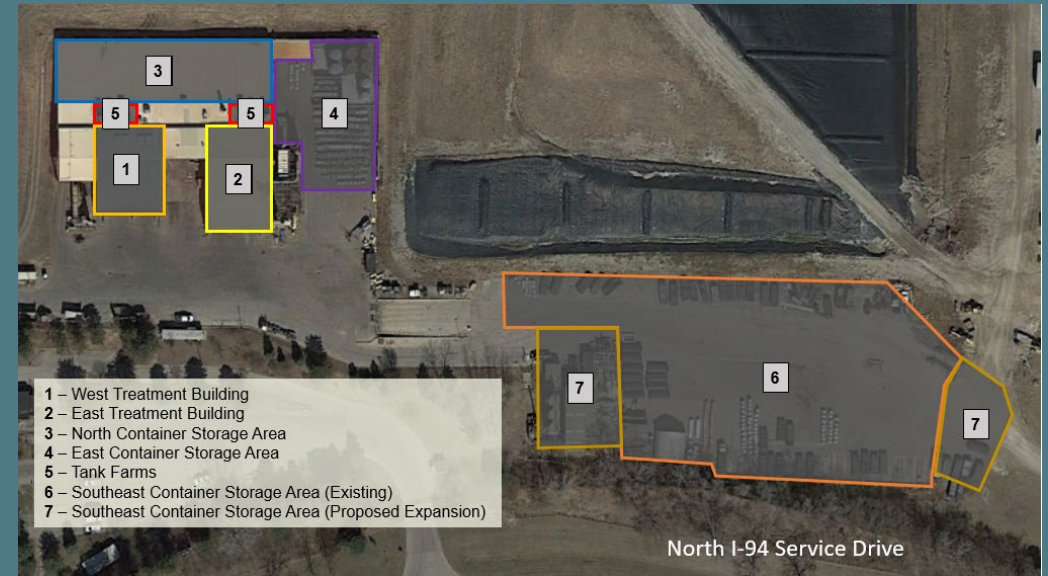 3
5
5
4
1
2
7
6
7
1 – West Treatment Building
2 – East Treatment Building
3 – North Container Storage Area
4 – East Container Storage Area
5 – Tank Farms
6 – Southeast Container Storage Area (Existing)
7 – Southeast Container Storage Area (Proposed Expansion)
North I-94 Service Drive